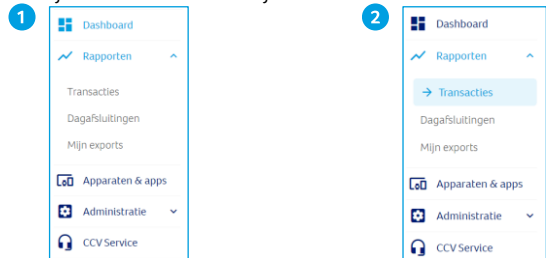 1
Dashboard
Rapporten
Transacties
Dagafsluitingen
Mijn exports
Apparaten & apps
Administratie
CCV Service
2
Dashboard
Rapporten
→ Transacties
Dagafsluitingen
Mijn exports
Apparaten & apps
Administratie
CCV Service